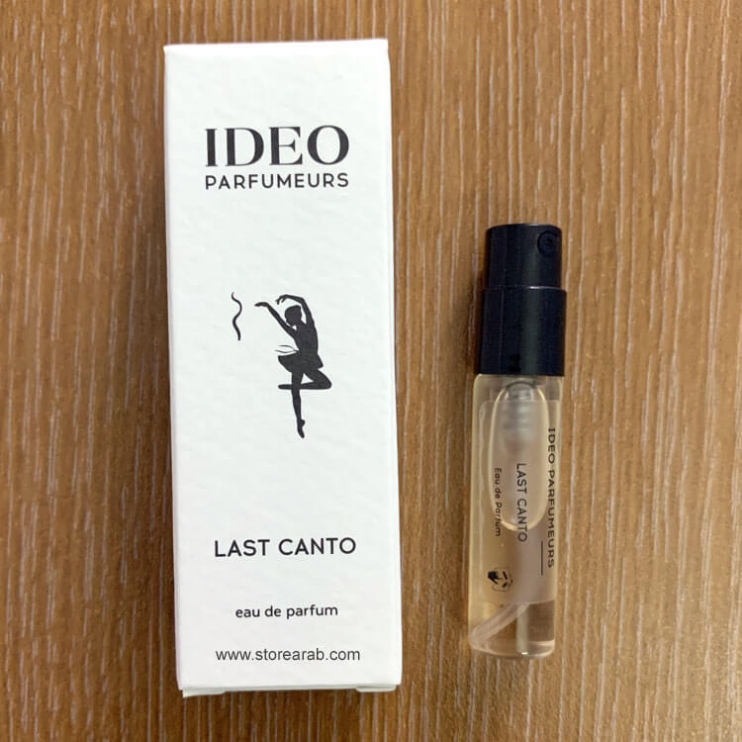 IDEO
PARFUMEURS
LAST CANTO
eau de parfum
www.storearab.com
IDEO PARFUMEURS
LAST CANTO
Eau de Parfum